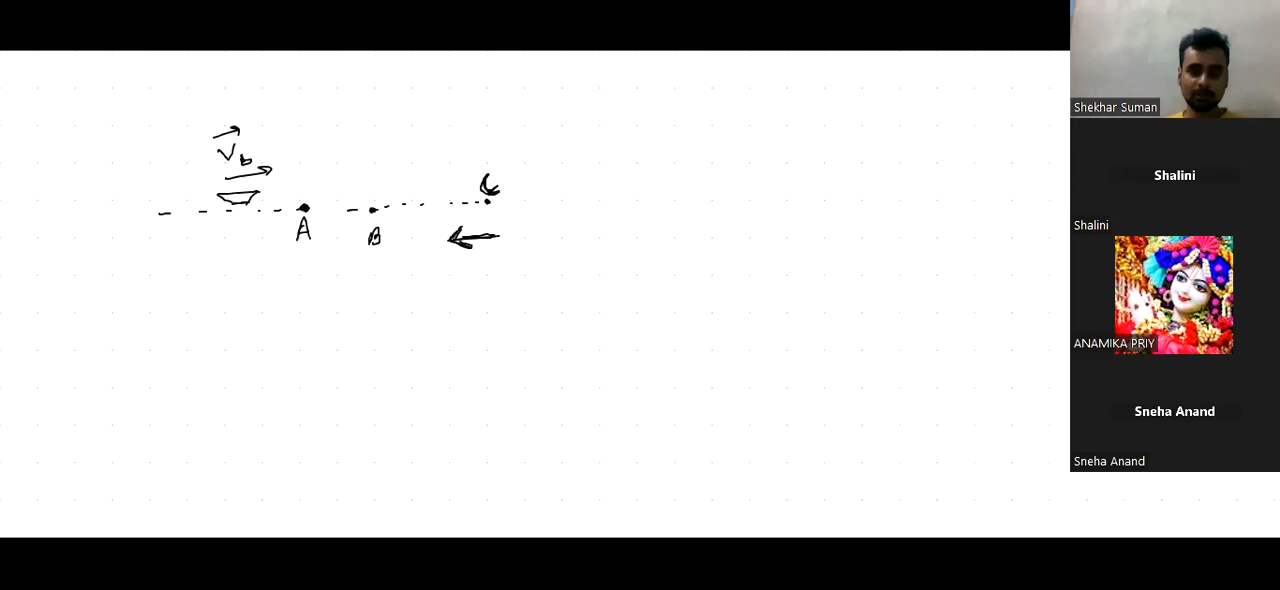 V_b
A
B
C
Shekhar Suman
Shalini
Shalini
ANAMIKA PRIY
Sneha Anand
Sneha Anand